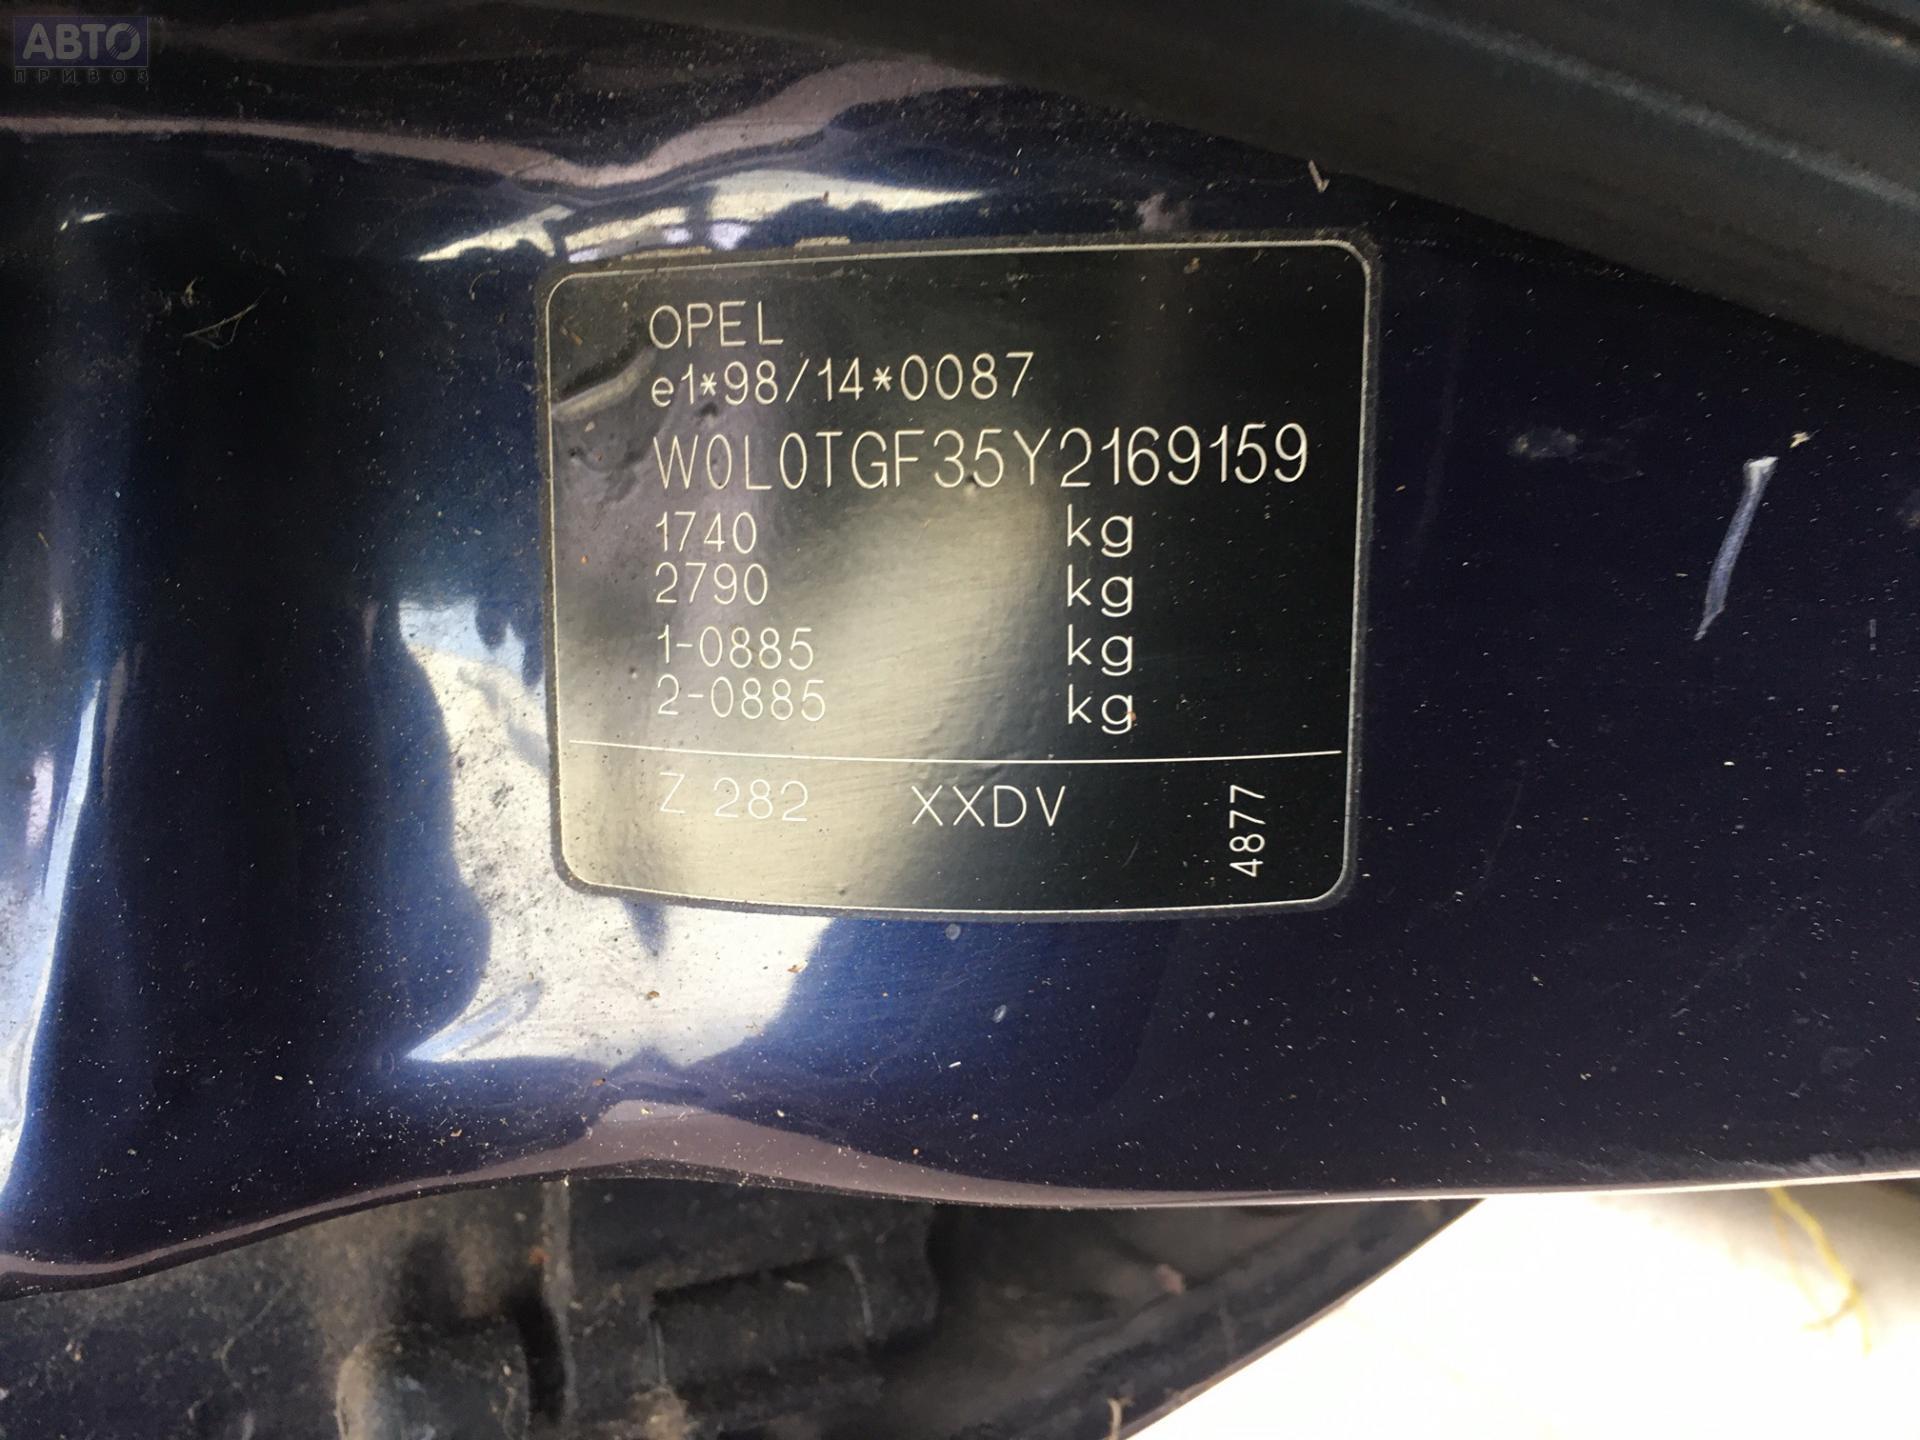 АВТО
ПРИВОЗ
OPEL
e1*98/14*0087
W0L0TGF35Y2169159
1740 kg
2790 kg
1-0885 kg
2-0885 kg
Z 282 XXDV 4877